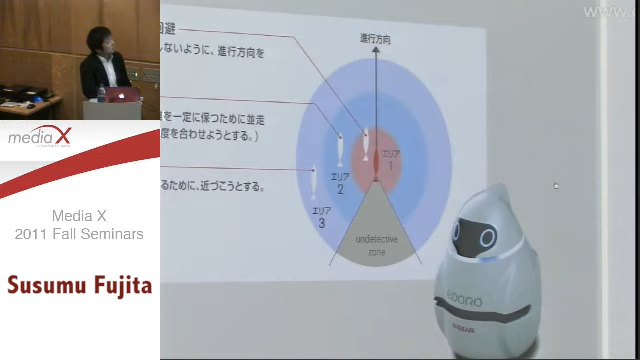 www.
回避
しないように、進行方向を
進行方向
を一定に保つために並走
度を合わせようとする。)
るために、近づこうとする。
エリア
1
エリア
2
エリア
3
undetective
zone
EPORO
NISSAN
mediaX
Media X
2011 Fall Seminars
Susumu Fujita